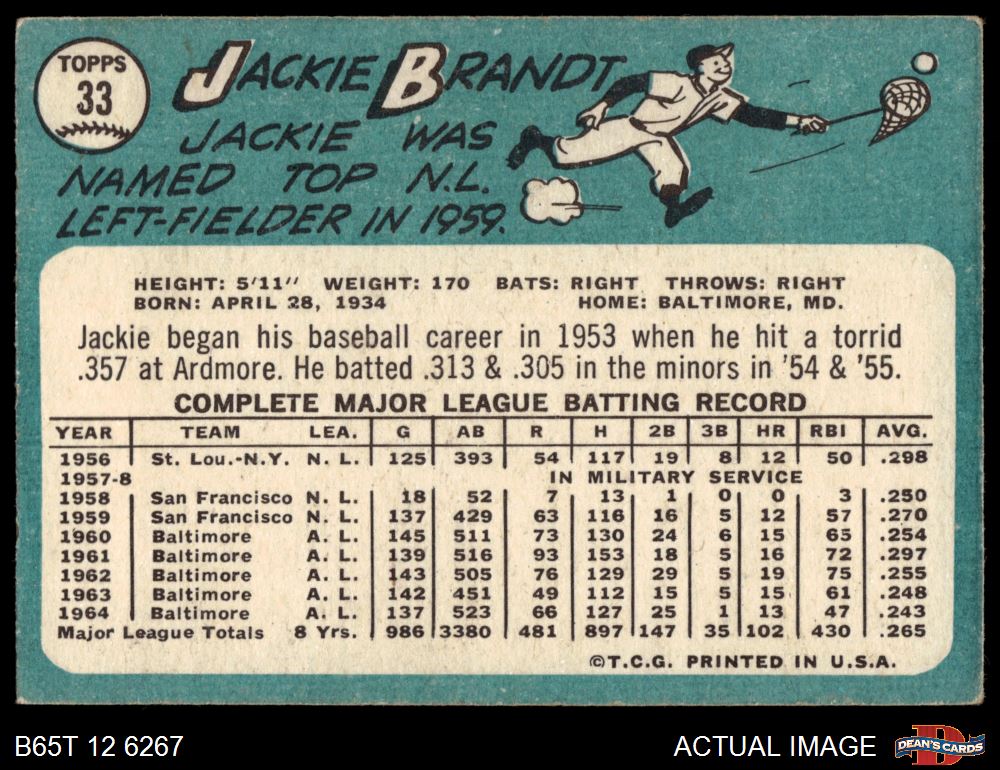 TOPPS
33
JACKIE BRANDT
JACKIE WAS
NAMED TOP N.L.
LEFT-FIELDER IN 1959.
HEIGHT: 5'11" WEIGHT: 170 BATS: RIGHT THROWS: RIGHT
BORN: APRIL 28, 1934 HOME: BALTIMORE, MD.
Jackie began his baseball career in 1953 when he hit a torrid
.357 at Ardmore. He batted .313 & .305 in the minors in '54 & '55.
COMPLETE MAJOR LEAGUE BATTING RECORD
YEAR TEAM LEA. G AB R H 2B 3B HR RBI AVG.
1956 St. Lou.-N.Y. N. L. 125 393 54 117 19 8 12 50 .298
1957-8 IN MILITARY SERVICE
1958 San Francisco N. L. 18 52 7 13 1 0 0 3 .250
1959 San Francisco N. L. 137 429 63 116 16 5 12 57 .270
1960 Baltimore A. L. 145 511 73 130 24 6 15 65 .254
1961 Baltimore A. L. 139 516 93 153 18 5 16 72 .297
1962 Baltimore A. L. 143 505 76 129 29 5 19 75 .255
1963 Baltimore A. L. 142 451 49 112 15 5 15 61 .248
1964 Baltimore A. L. 137 523 66 127 25 1 13 47 .243
Major League Totals 8 Yrs. 986 3380 481 897 147 35 102 430 .265
©T.C.G. PRINTED IN U.S.A.
B65T 12 6267 ACTUAL IMAGE D DEAN'S CARDS